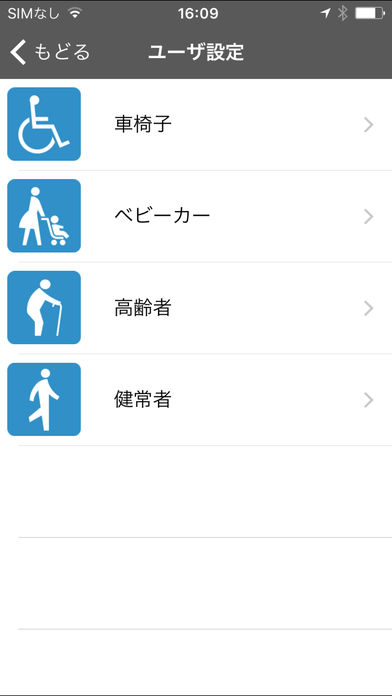 SIMなし 16:09
もどる ユーザ設定
車椅子
ベビーカー
高齢者
健常者